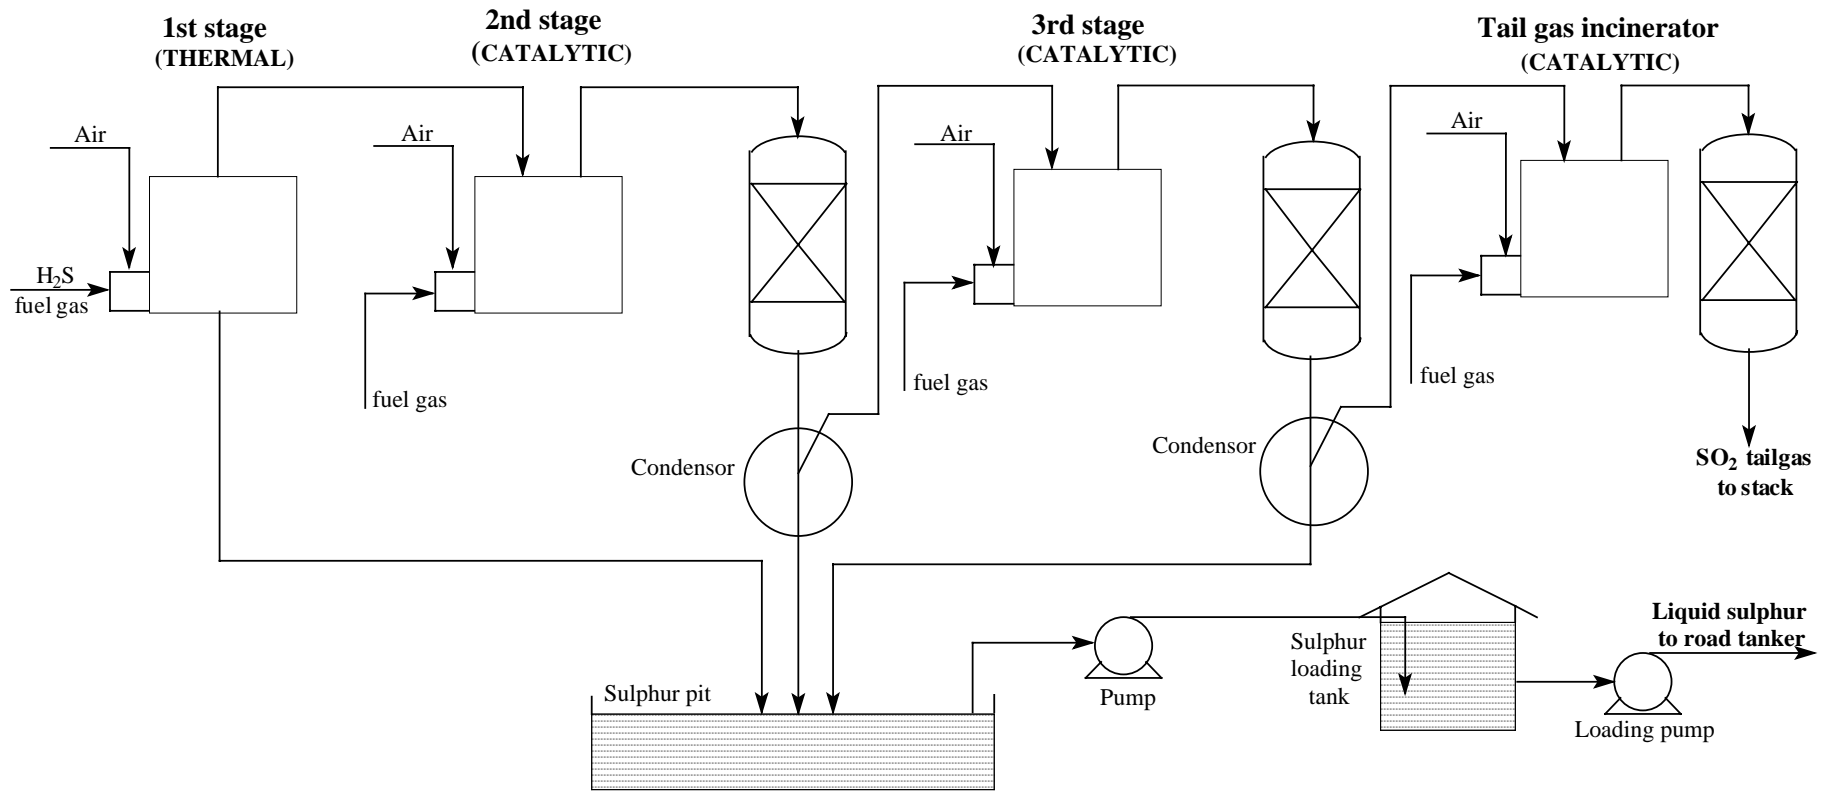 1st stage
(THERMAL)
2nd stage
(CATALYTIC)
3rd stage
(CATALYTIC)
Tail gas incinerator
(CATALYTIC)
Air
Air
Air
Air
H₂S
fuel gas
fuel gas
fuel gas
fuel gas
Condensor
Condensor
SO₂ tailgas
to stack
Sulphur pit
Pump
Sulphur
loading
tank
Liquid sulphur
to road tanker
Loading pump